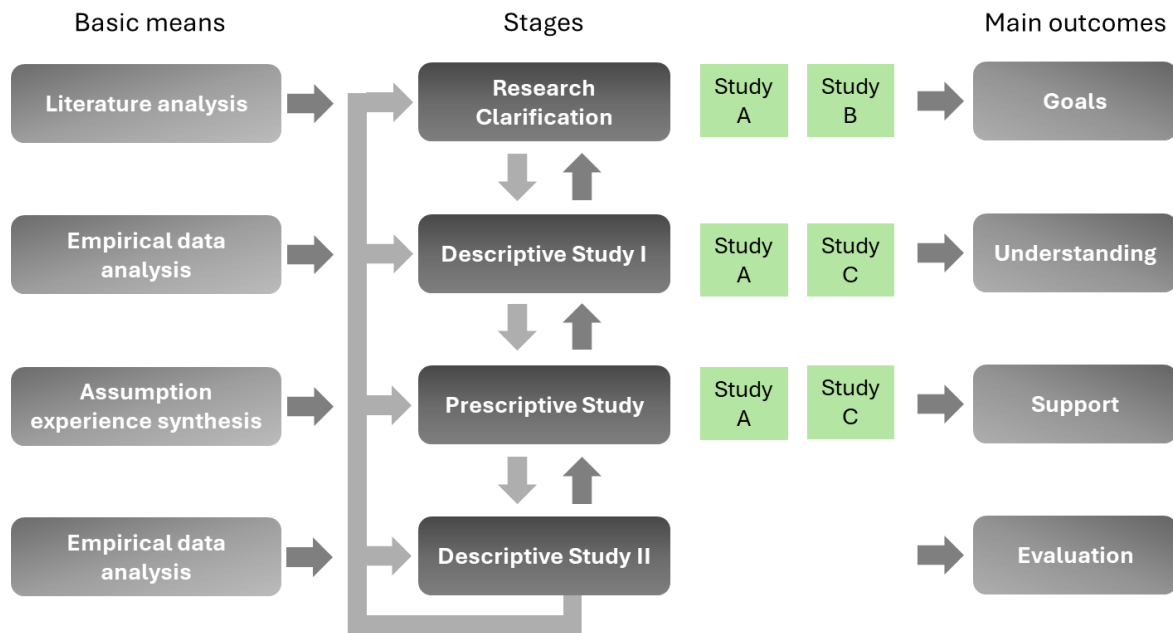 Basic means
Stages
Main outcomes
Literature analysis
Research
Clarification
Study
A
Study
B
Goals
Empirical data
analysis
Descriptive Study I
Study
A
Study
C
Understanding
Assumption
experience synthesis
Prescriptive Study
Study
A
Study
C
Support
Empirical data
analysis
Descriptive Study II
Evaluation